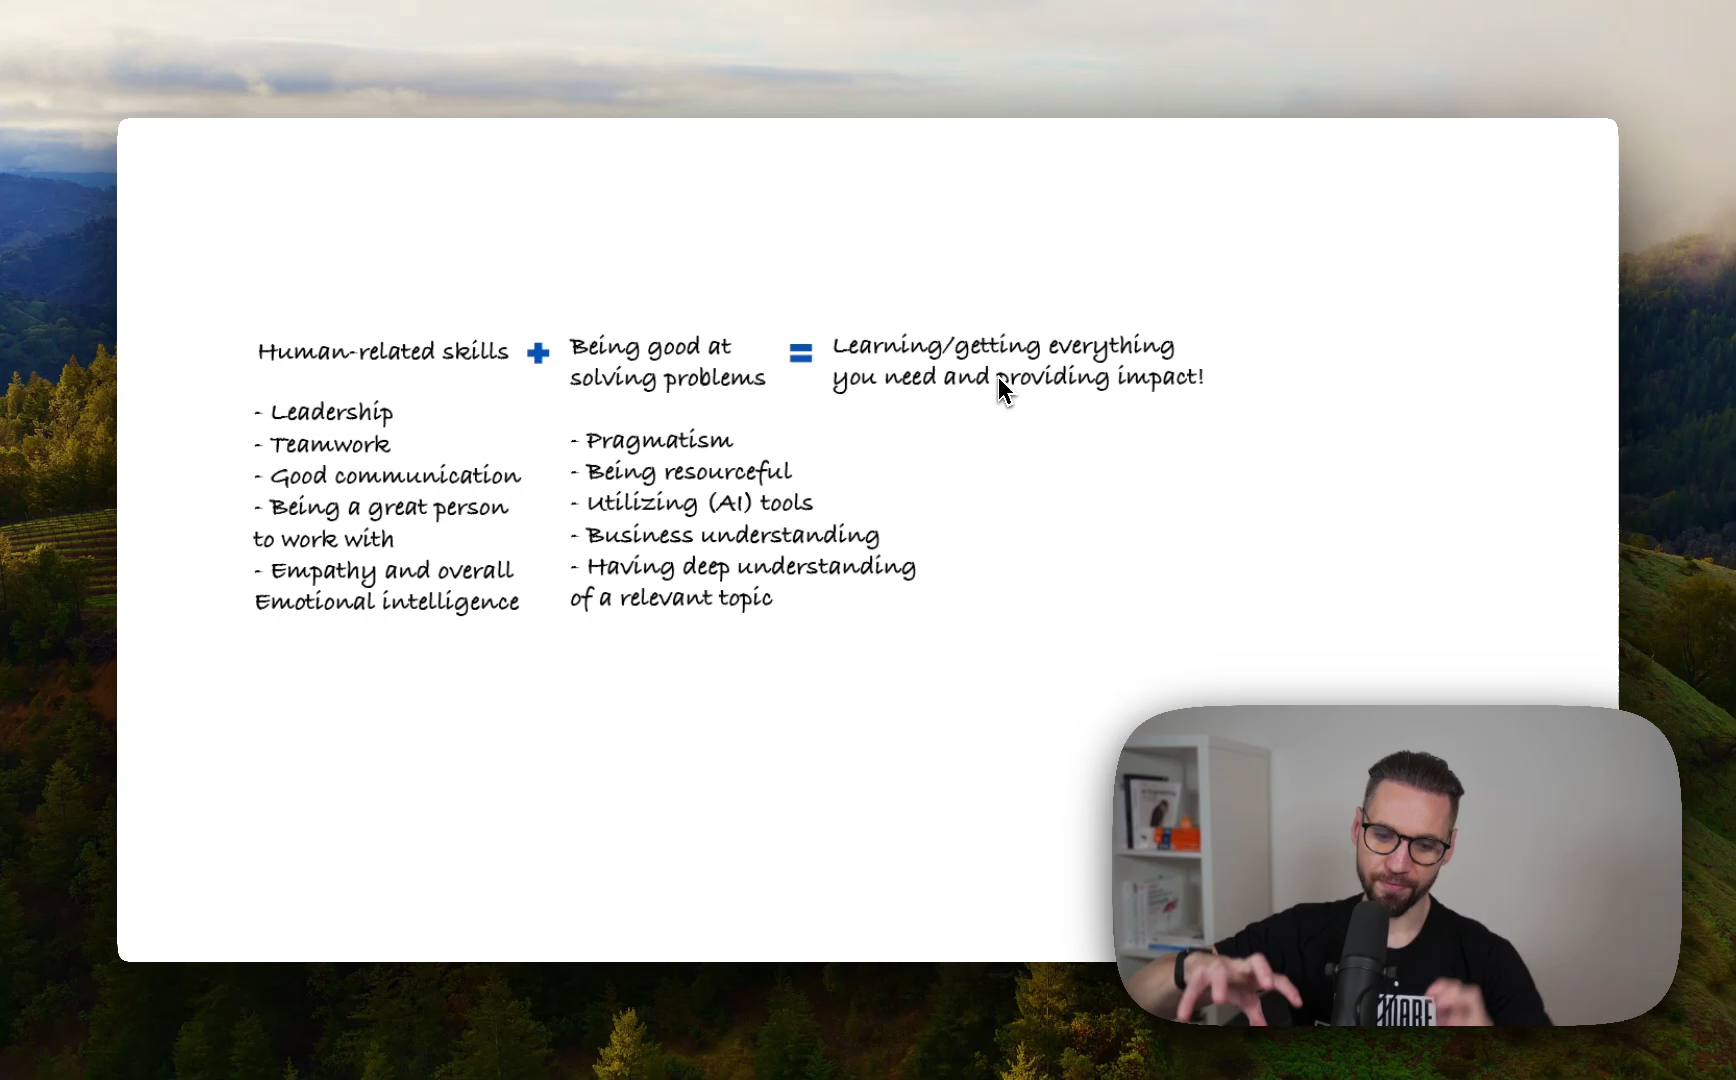 Human-related skills
Being good at
solving problems
Learning/getting everything
you need and providing impact!
- Leadership
- Teamwork
- Good communication
- Being a great person
to work with
- Empathy and overall
Emotional intelligence
- Pragmatism
- Being resourceful
- Utilizing (AI) tools
- Business understanding
- Having deep understanding
of a relevant topic